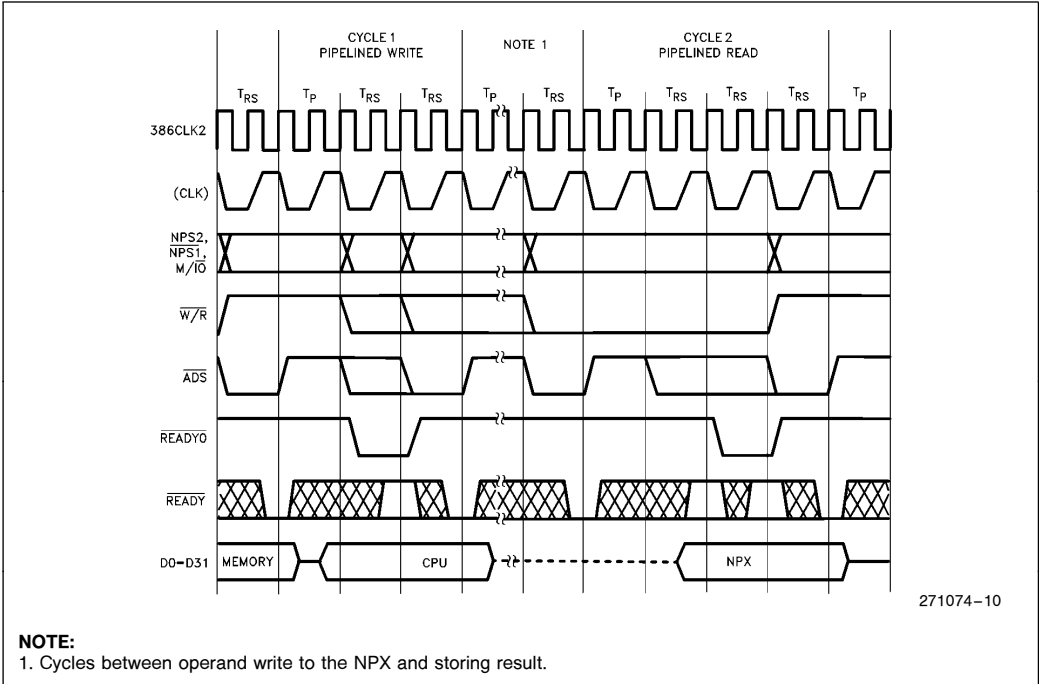 CYCLE 1
PIPELINED WRITE
NOTE 1
CYCLE 2
PIPELINED READ
TRS TP TRS TRS TP TRS TP TRS TRS TRS TP
386CLK2
(CLK)
NPS2,
NPS1,
M/IO
W/R
ADS
READYO
READY
D0-D31 MEMORY CPU NPX
271074-10
NOTE:
1. Cycles between operand write to the NPX and storing result.